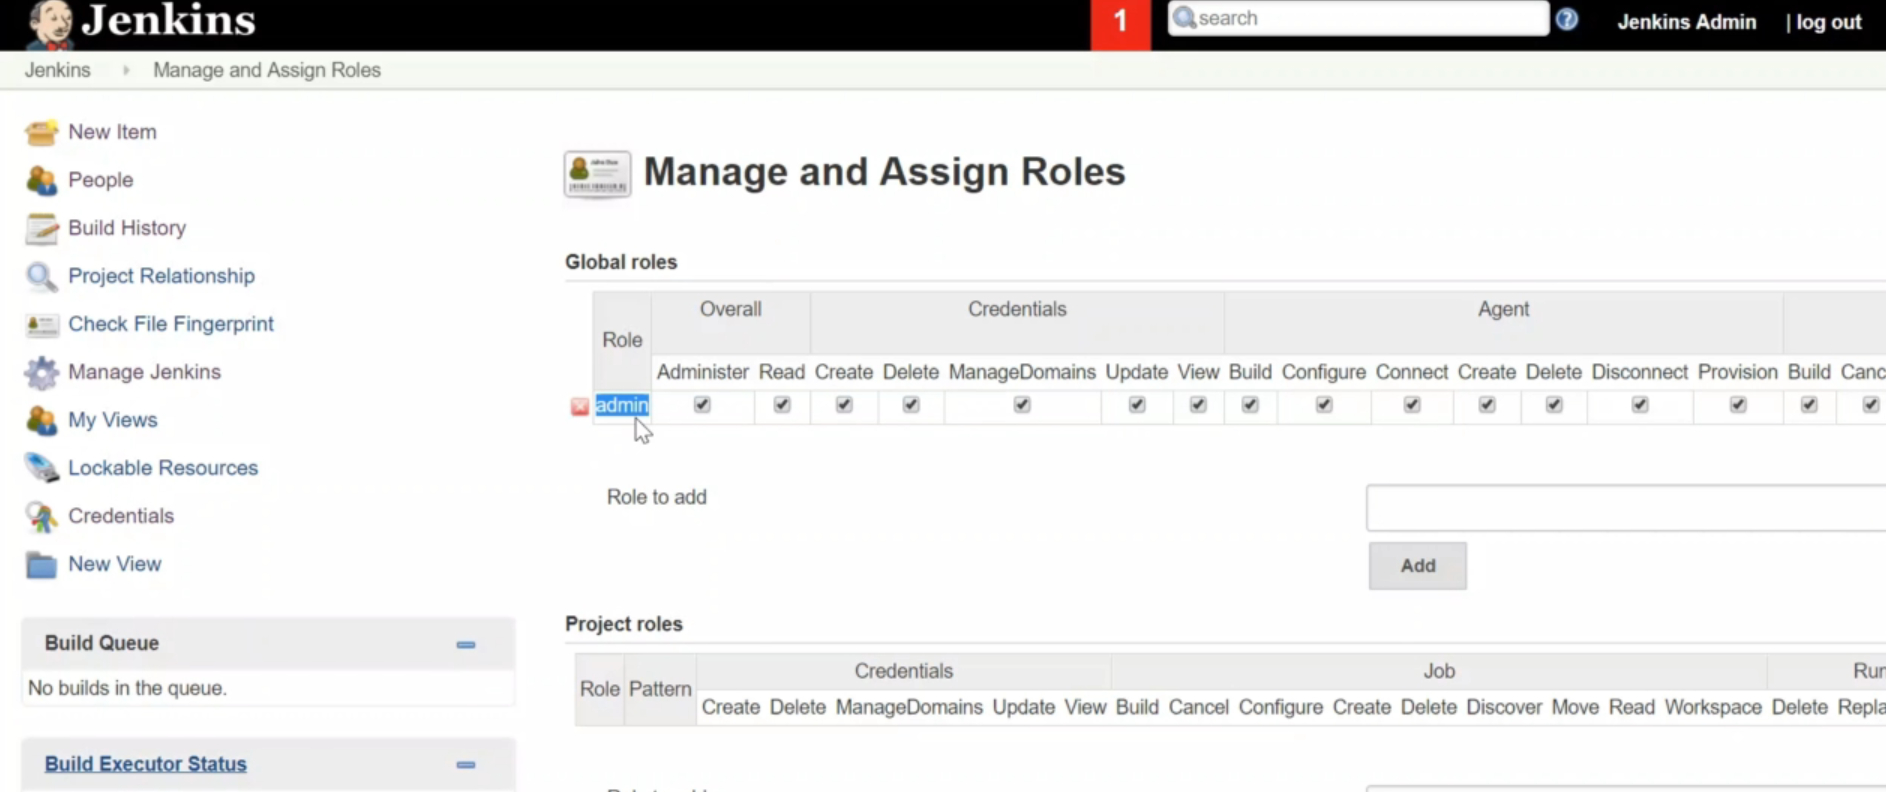 Jenkins
1
search
Jenkins Admin | log out
Jenkins Manage and Assign Roles
New Item
People
Build History
Project Relationship
Check File Fingerprint
Manage Jenkins
My Views
Lockable Resources
Credentials
New View
Build Queue
No builds in the queue.
Build Executor Status
Manage and Assign Roles
Global roles
Role Overall Credentials Agent
Administer Read Create Delete ManageDomains Update View Build Configure Connect Create Delete Disconnect Provision Build Canc
admin
Role to add
Add
Project roles
Role Pattern Credentials Job Run
Create Delete ManageDomains Update View Build Cancel Configure Create Delete Discover Move Read Workspace Delete Repla